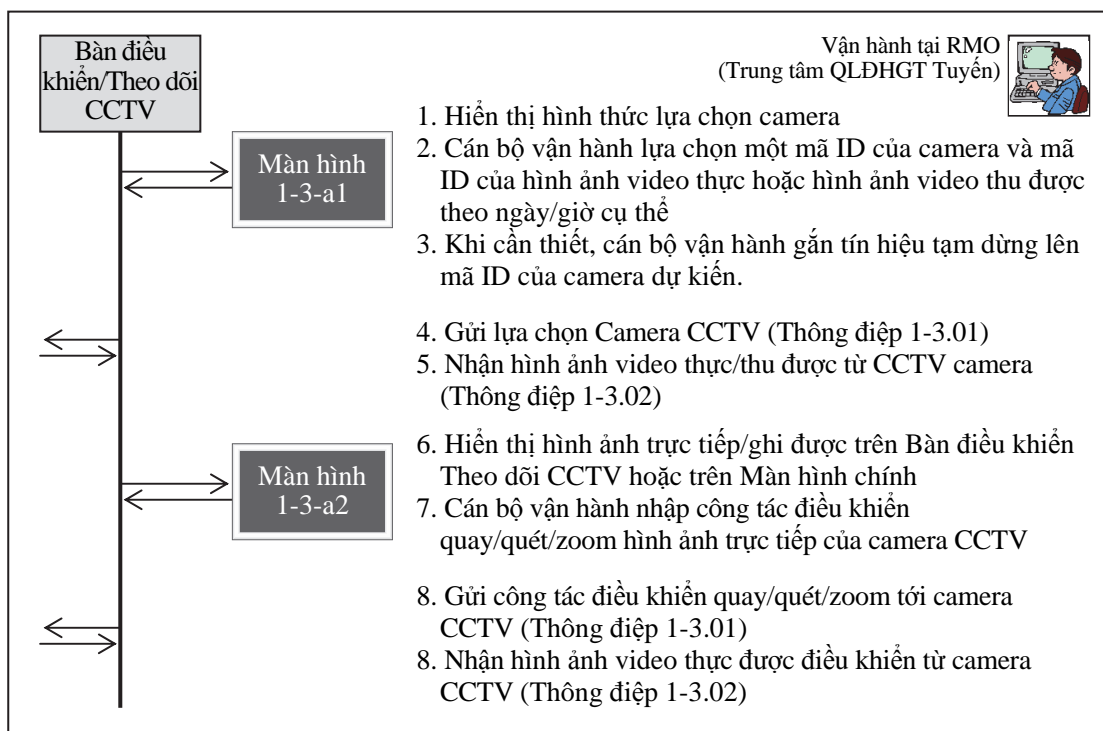 Bàn điều
khiển/Theo dõi
CCTV
Vận hành tại RMO
(Trung tâm QLĐHGT Tuyến)
Màn hình
1-3-a1
1. Hiển thị hình thức lựa chọn camera
2. Cán bộ vận hành lựa chọn một mã ID của camera và mã
ID của hình ảnh video thực hoặc hình ảnh video thu được
theo ngày/giờ cụ thể
3. Khi cần thiết, cán bộ vận hành gắn tín hiệu tạm dừng lên
mã ID của camera dự kiến.
4. Gửi lựa chọn Camera CCTV (Thông điệp 1-3.01)
5. Nhận hình ảnh video thực/thu được từ CCTV camera
(Thông điệp 1-3.02)
Màn hình
1-3-a2
6. Hiển thị hình ảnh trực tiếp/ghi được trên Bàn điều khiển
Theo dõi CCTV hoặc trên Màn hình chính
7. Cán bộ vận hành nhập công tác điều khiển
quay/quét/zoom hình ảnh trực tiếp của camera CCTV
8. Gửi công tác điều khiển quay/quét/zoom tới camera
CCTV (Thông điệp 1-3.01)
8. Nhận hình ảnh video thực được điều khiển từ camera
CCTV (Thông điệp 1-3.02)